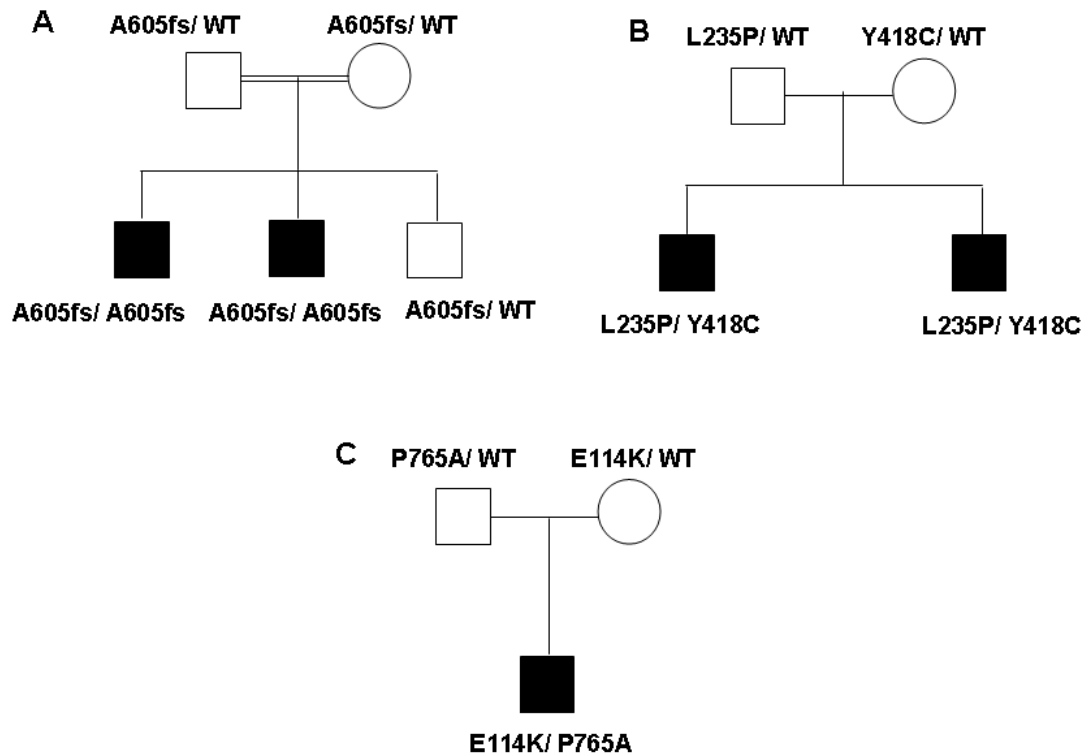 A
A605fs/ WT
A605fs/ WT
A605fs/ A605fs
A605fs/ A605fs
A605fs/ WT
B
L235P/ WT
Y418C/ WT
L235P/ Y418C
L235P/ Y418C
C
P765A/ WT
E114K/ WT
E114K/ P765A